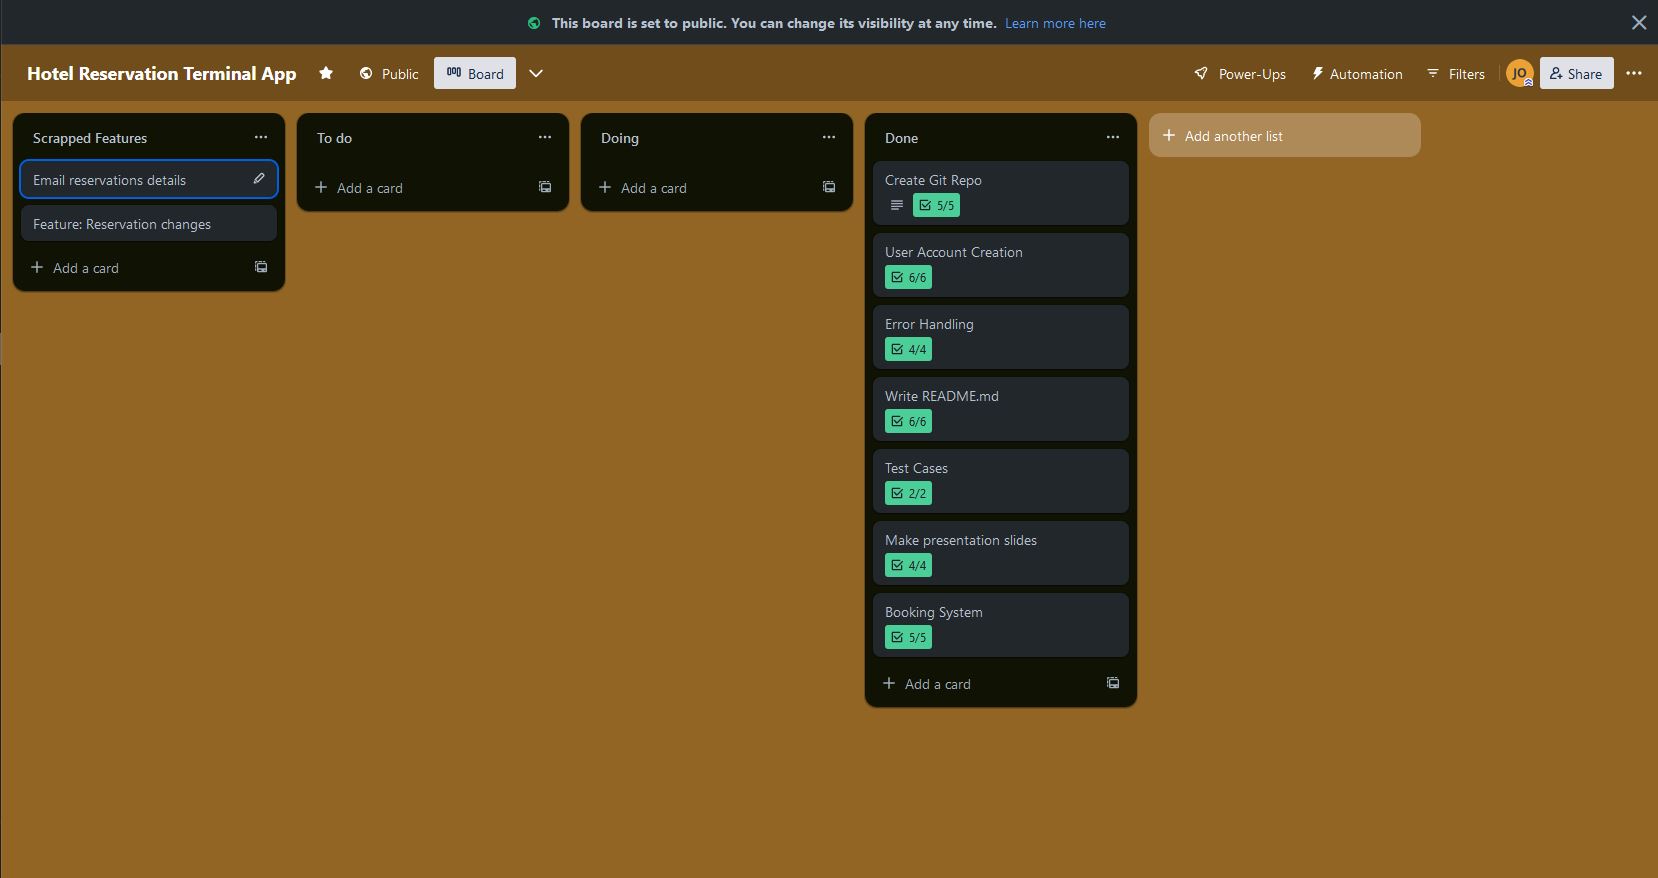 This board is set to public. You can change its visibility at any time. Learn more here
Hotel Reservation Terminal App
Public
Board
Power-Ups
Automation
Filters
JO
Share
Scrapped Features
Email reservations details
Feature: Reservation changes
Add a card
To do
Add a card
Doing
Add a card
Done
Create Git Repo
5/5
User Account Creation
6/6
Error Handling
4/4
Write README.md
6/6
Test Cases
2/2
Make presentation slides
4/4
Booking System
5/5
Add a card
Add another list